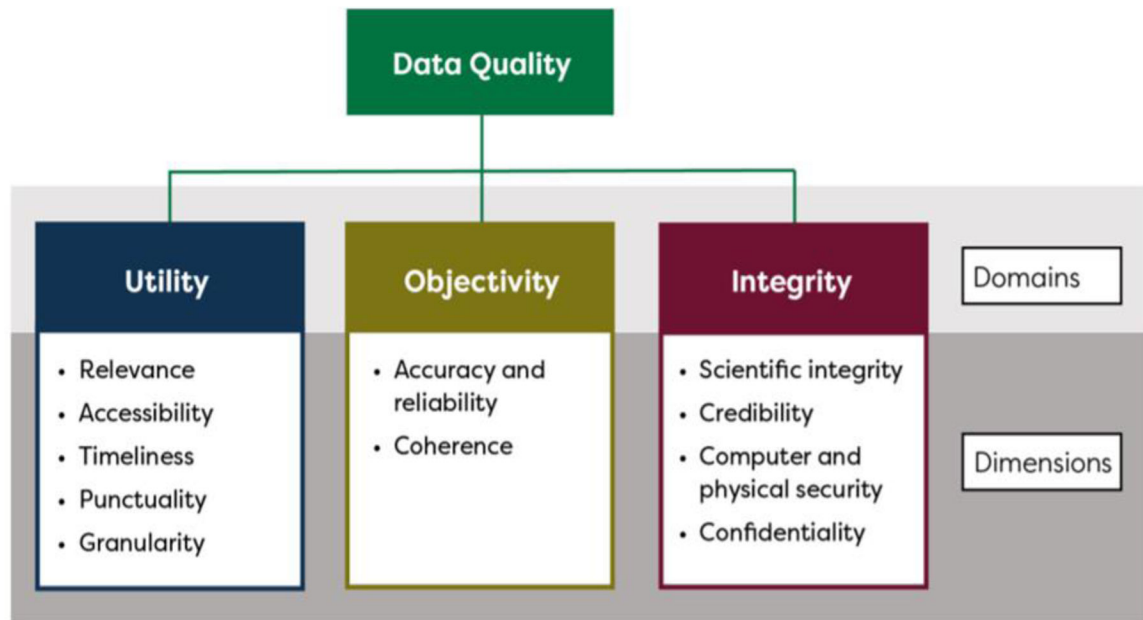 Data Quality
Utility
Objectivity
Integrity
Domains
• Relevance
• Accessibility
• Timeliness
• Punctuality
• Granularity
• Accuracy and
reliability
• Coherence
• Scientific integrity
• Credibility
• Computer and
physical security
• Confidentiality
Dimensions